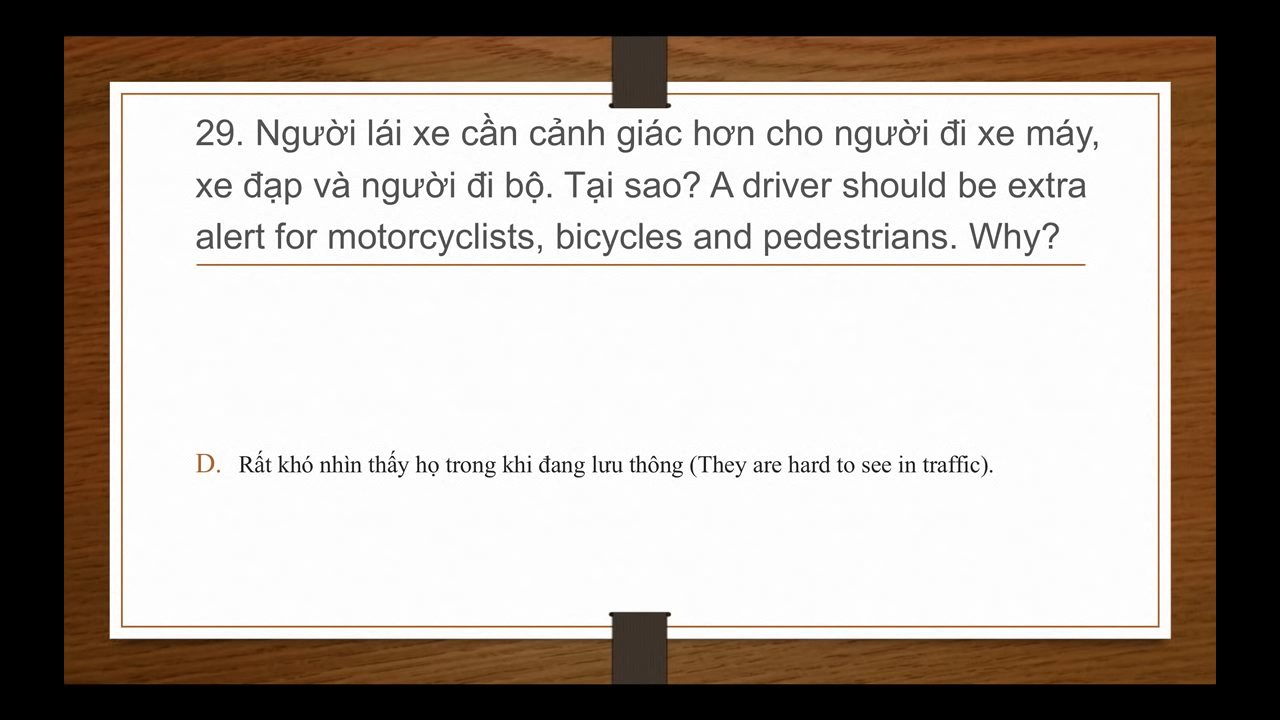 29. Người lái xe cần cảnh giác hơn cho người đi xe máy,
xe đạp và người đi bộ. Tại sao? A driver should be extra
alert for motorcyclists, bicycles and pedestrians. Why?
D. Rất khó nhìn thấy họ trong khi đang lưu thông (They are hard to see in traffic).